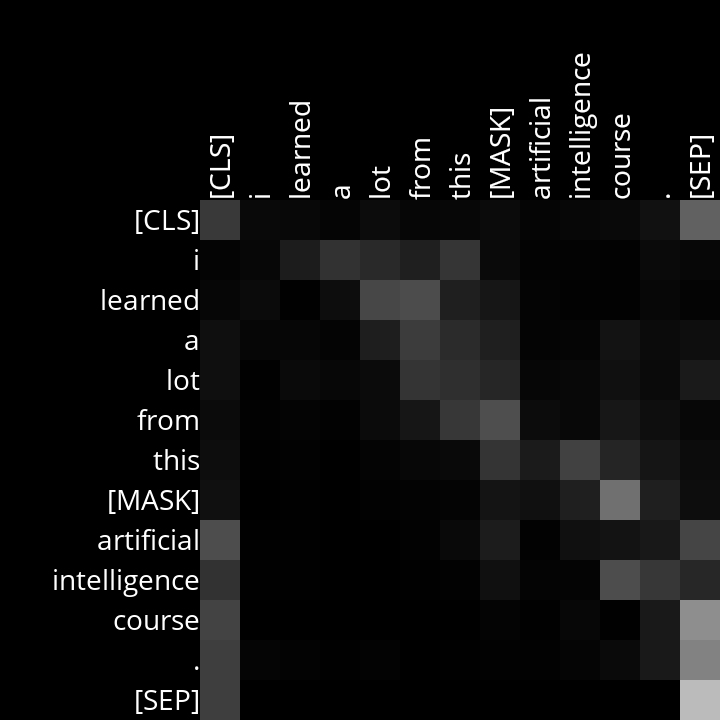 [CLS]
i
learned
a
lot
from
this
[MASK]
artificial
intelligence
course
.
[SEP]
[CLS]
i
learned
a
lot
from
this
[MASK]
artificial
intelligence
course
.
[SEP]